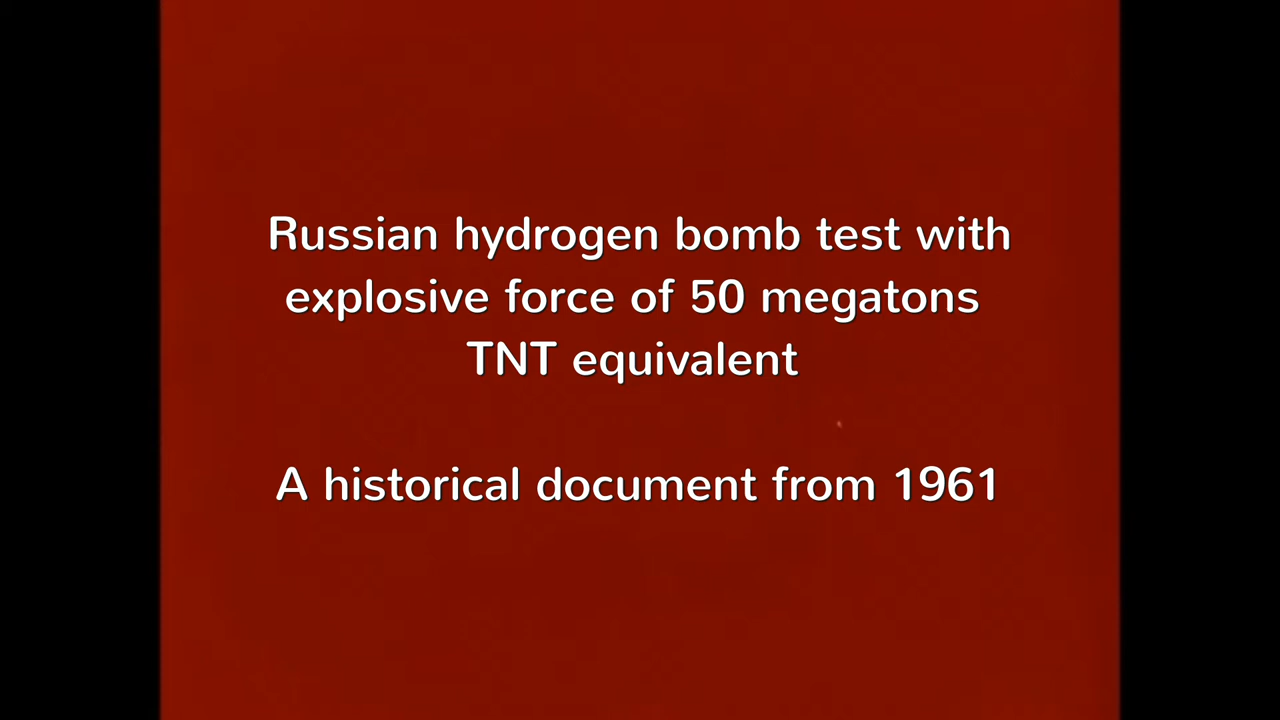 Russian hydrogen bomb test with
explosive force of 50 megatons
TNT equivalent
A historical document from 1961